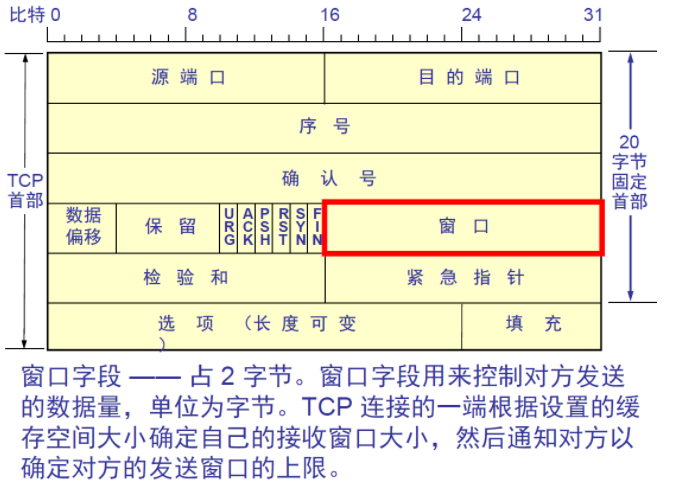 比特 0 8 16 24 31
源 端 口 目 的 端 口
序 号
TCP
首部
确 认 号
20
字节
固定
首部
数据
偏移
保 留
URG
ACK
PSH
RST
SYN
FIN
窗 口
检 验 和 紧 急 指 针
选 项 （长 度 可 变
） 填 充
窗口字段 —— 占 2 字节。窗口字段用来控制对方发送
的数据量，单位为字节。TCP 连接的一端根据设置的缓
存空间大小确定自己的接收窗口大小，然后通知对方以
确定对方的发送窗口的上限。